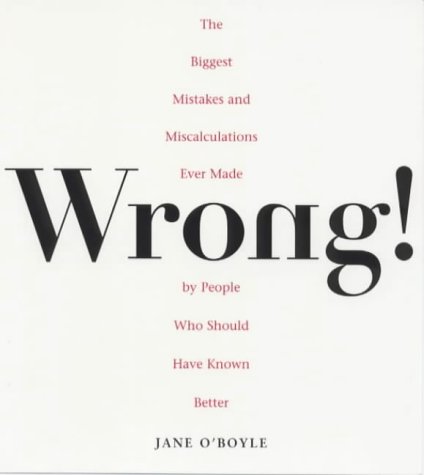 The
Biggest
Mistakes and
Miscalculations
Ever Made
Wrong!
by People
Who Should
Have Known
Better
JANE O'BOYLE